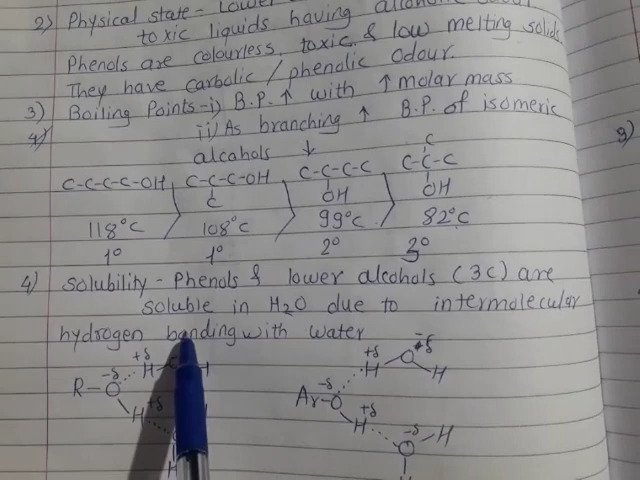 2) Physical state - Lower
toxic liquids having alcoholic
Phenols are colourless, toxic & low melting solids.
They have carbolic / phenolic odour.
3) Boiling Points - i) B.P. ↑ with ↑ molar mass
4) ii) As branching ↑ B.P. of isomeric
alcohols ↓
C-C-C-C-OH, C-C-C-OH C-C-C-C C-C-C
C OH C OH
118°C > 108°C > 99°C > 82°C
1° 1° 2° 3°
4) Solubility - Phenols & lower alcohols (3C) are
soluble in H2O due to intermolecular
hydrogen bonding with water
+δ +δ -δ
R-O -δ H H H O H
H +δ Ar-O -δ H +δ O -δ H
H H
3)